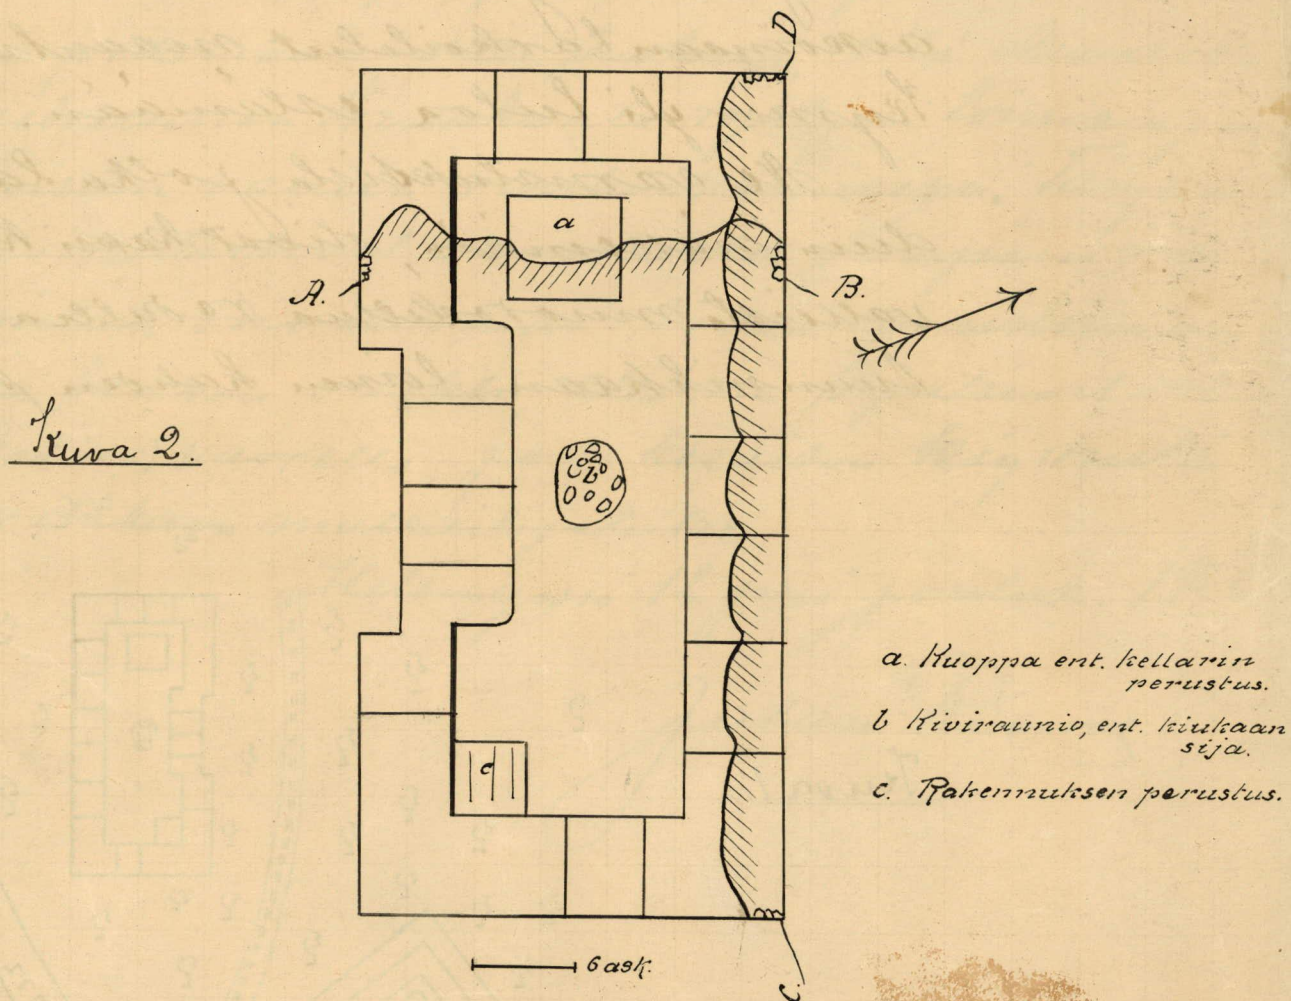 D
a
A.
B.
Kuva 2.
b
a. Kuoppa ent. kellarin
perustus.
b Kiviraunio, ent. kiukaan
sija.
c
c. Rakennuksen perustus.
6 ask.
C.